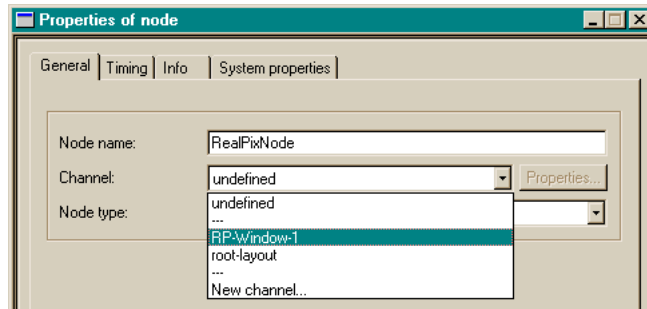 Properties of node
General Timing Info System properties
Node name: RealPixNode
Channel: undefined Properties...
Node type:
undefined
---
RP-Window-1
root-layout
---
New channel...